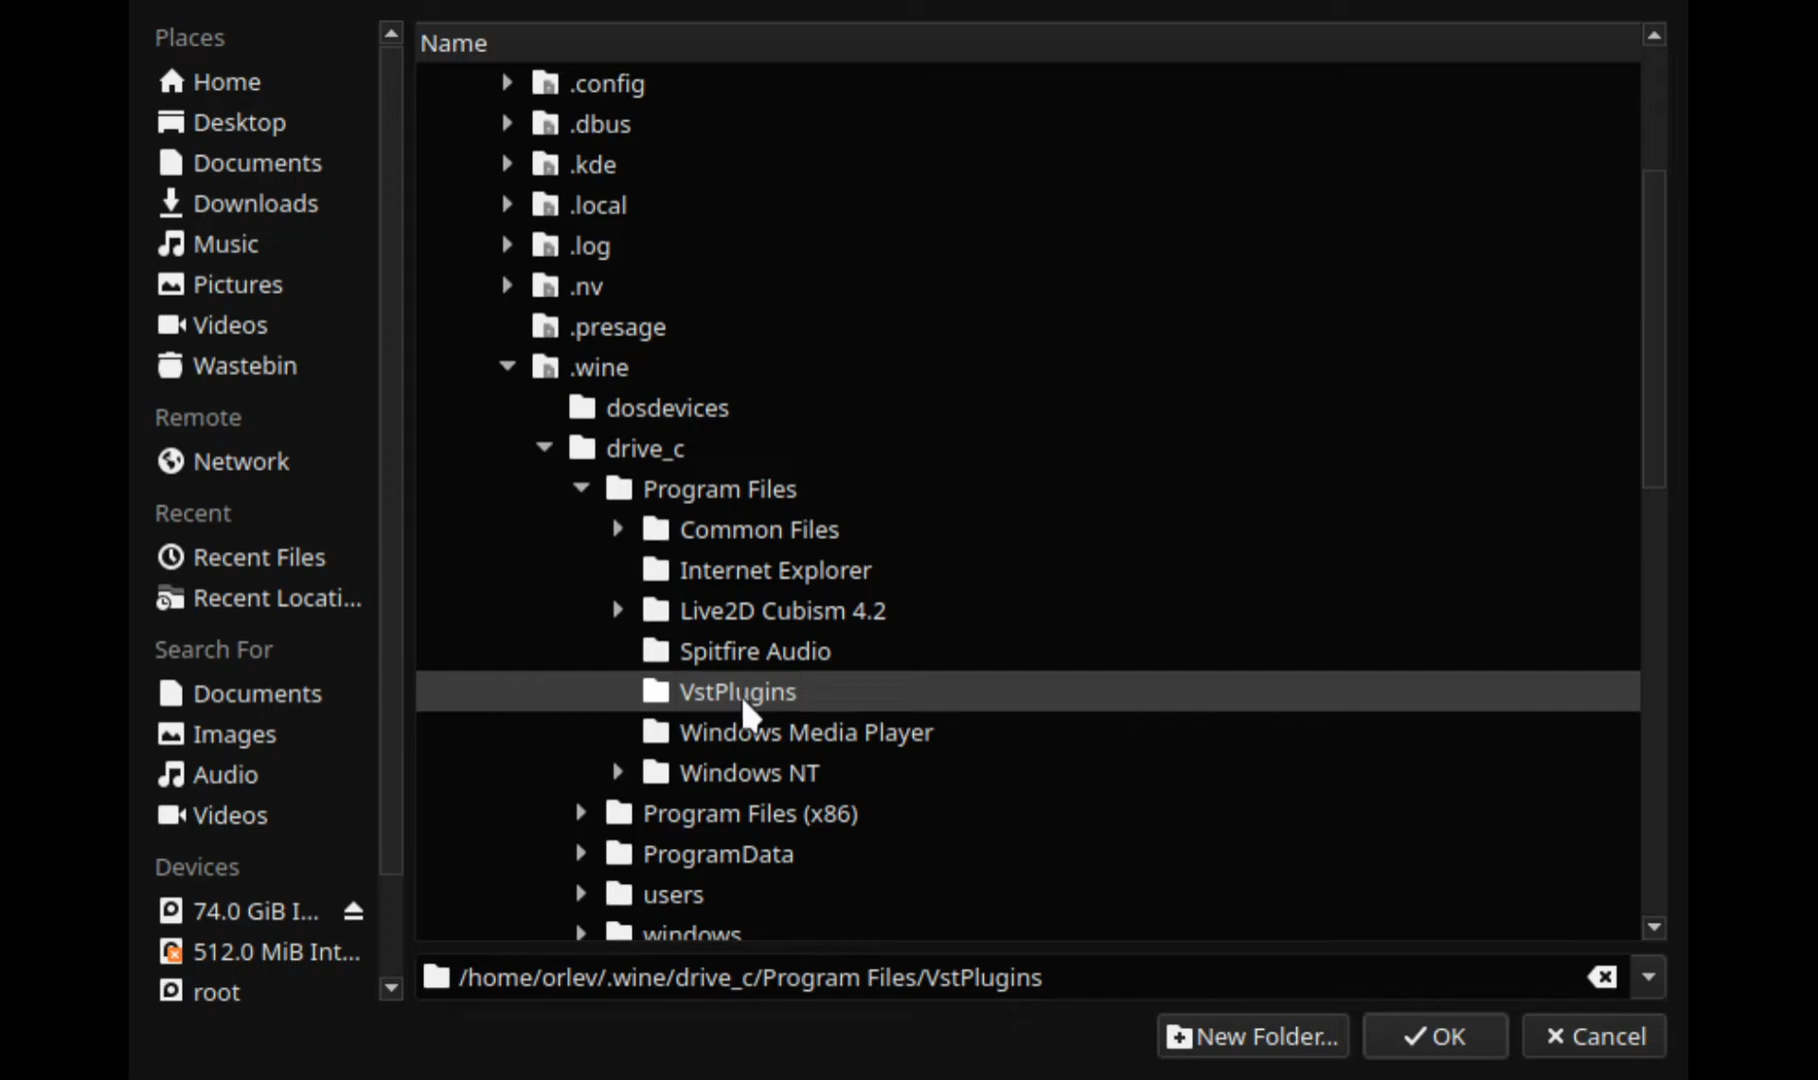 Places
Home
Desktop
Documents
Downloads
Music
Pictures
Videos
Wastebin
Remote
Network
Recent
Recent Files
Recent Locati...
Search For
Documents
Images
Audio
Videos
Devices
74.0 GiB I...
512.0 MiB Int...
root
Name
.config
.dbus
.kde
.local
.log
.nv
.presage
.wine
dosdevices
drive_c
Program Files
Common Files
Internet Explorer
Live2D Cubism 4.2
Spitfire Audio
VstPlugins
Windows Media Player
Windows NT
Program Files (x86)
ProgramData
users
windows
/home/orlev/.wine/drive_c/Program Files/VstPlugins
New Folder...
OK
Cancel